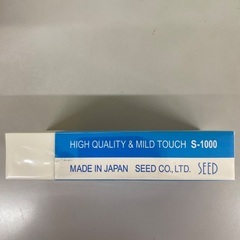 HIGH QUALITY & MILD TOUCH S-1000
MADE IN JAPAN SEED CO., LTD. SEED